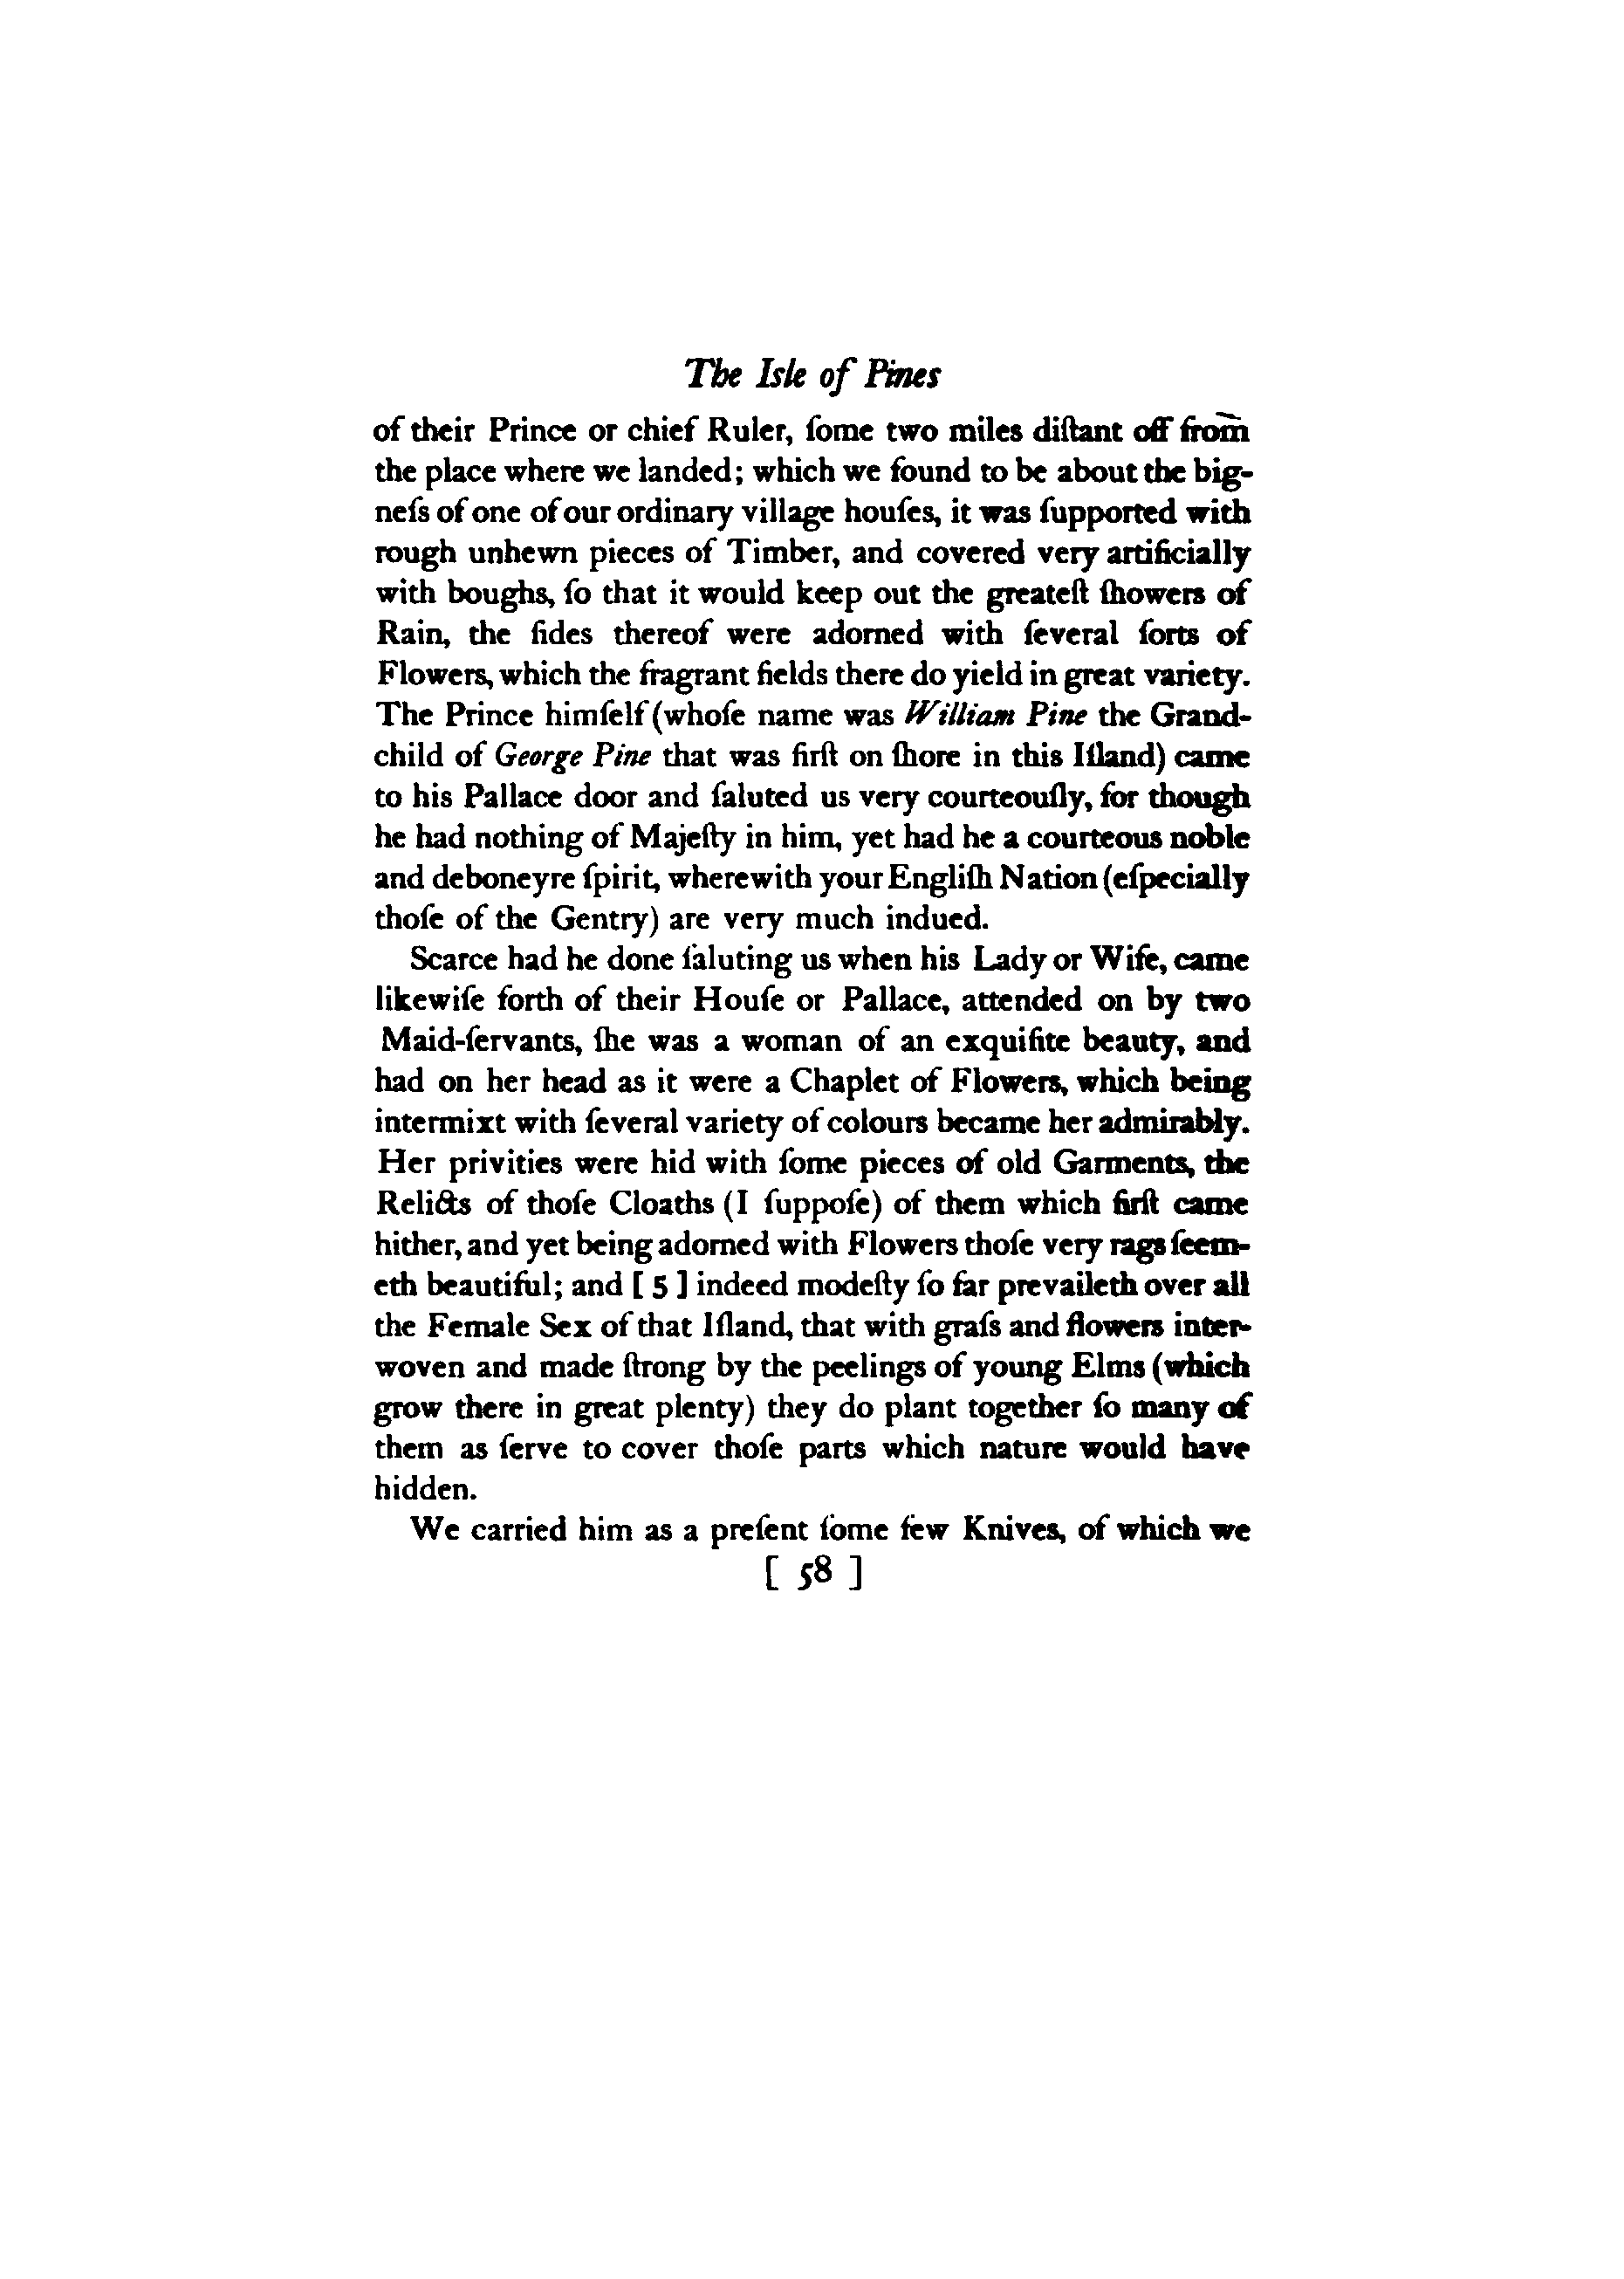 The Isle of Pines
of their Prince or chief Ruler, ſome two miles diſtant off from
the place where we landed; which we found to be about the big-
neſs of one of our ordinary village houſes, it was ſupported with
rough unhewn pieces of Timber, and covered very artificially
with boughs, ſo that it would keep out the greateſt ſhowers of
Rain, the ſides thereof were adorned with ſeveral ſorts of
Flowers, which the fragrant fields there do yield in great variety.
The Prince himſelf (whoſe name was William Pine the Grand-
child of George Pine that was firſt on ſhore in this Iſland) came
to his Pallace door and ſaluted us very courteouſly, for though
he had nothing of Majeſty in him, yet had he a courteous noble
and deboneyre ſpirit, wherewith your Engliſh Nation (eſpecially
thoſe of the Gentry) are very much indued.
Scarce had he done ſaluting us when his Lady or Wife, came
likewiſe forth of their Houſe or Pallace, attended on by two
Maid-ſervants, ſhe was a woman of an exquiſite beauty, and
had on her head as it were a Chaplet of Flowers, which being
intermixt with ſeveral variety of colours became her admirably.
Her privities were hid with ſome pieces of old Garments, the
Relicts of thoſe Cloaths (I ſuppoſe) of them which firſt came
hither, and yet being adorned with Flowers thoſe very rags ſeem-
eth beautiful; and [ 5 ] indeed modeſty ſo far prevaileth over all
the Female Sex of that Iſland, that with graſs and flowers inter-
woven and made ſtrong by the peelings of young Elms (which
grow there in great plenty) they do plant together ſo many of
them as ſerve to cover thoſe parts which nature would have
hidden.
We carried him as a preſent ſome few Knives, of which we
[ 58 ]